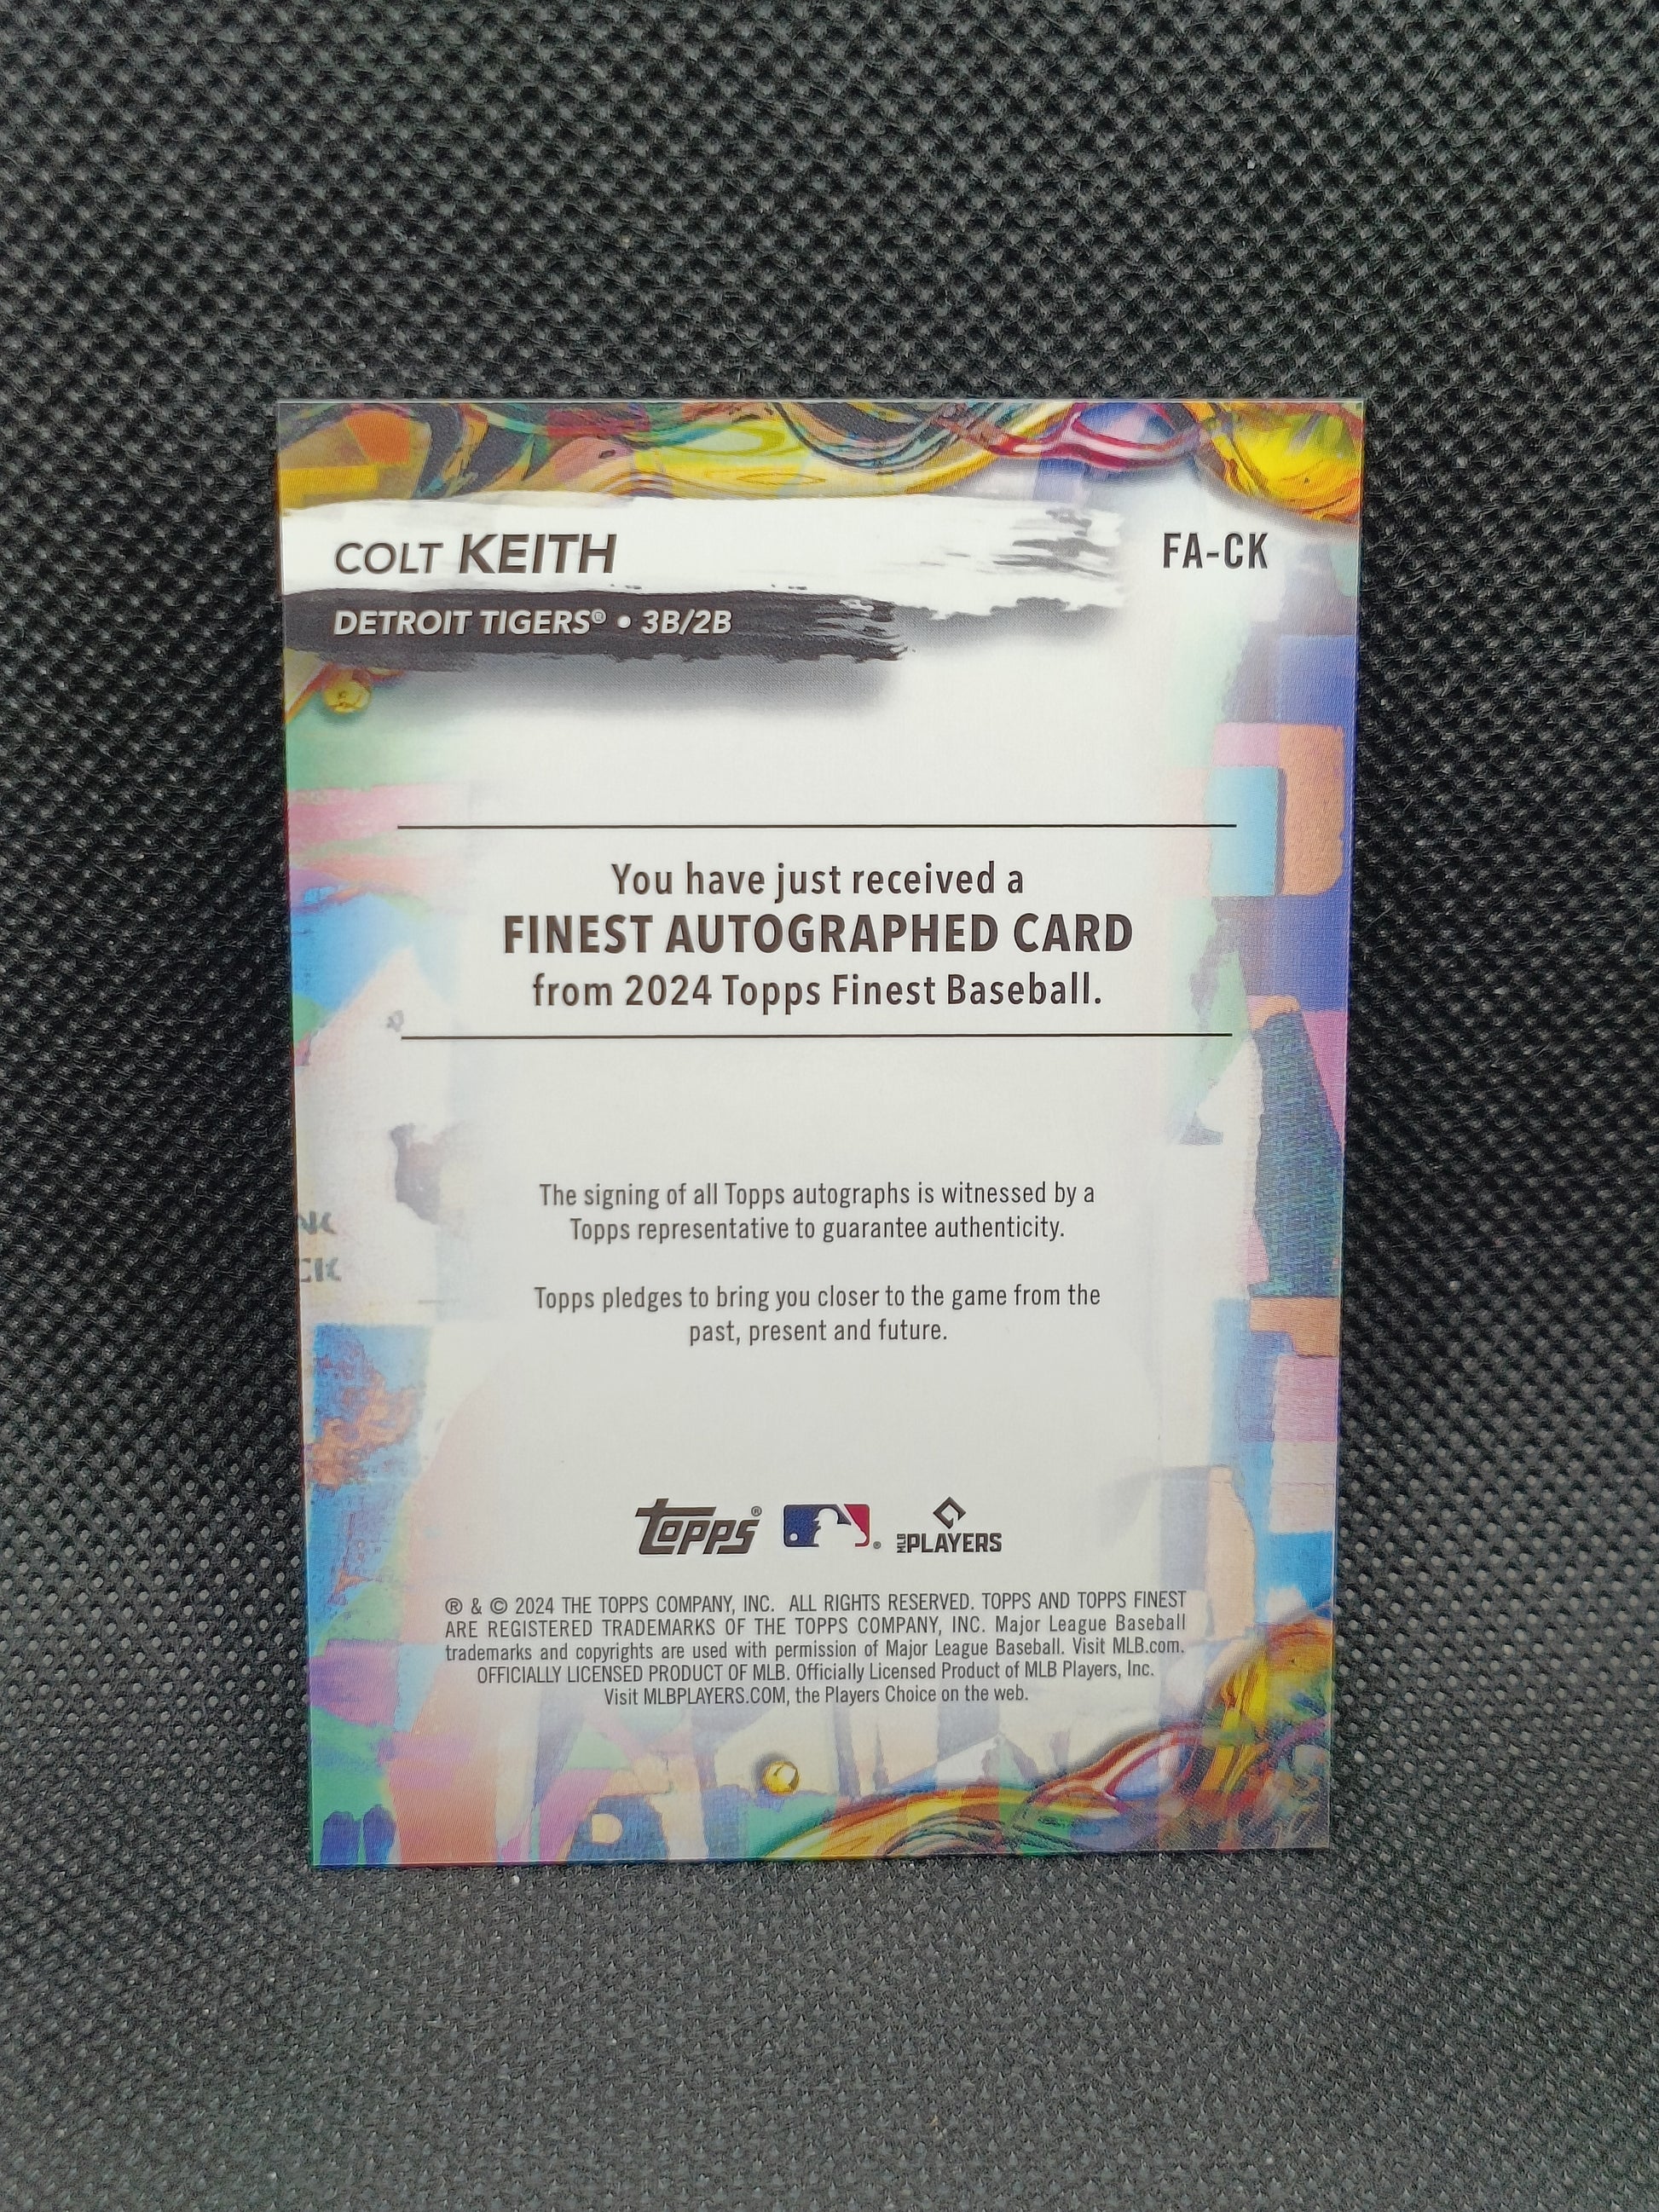 COLT KEITH
FA-CK
DETROIT TIGERS® • 3B/2B
You have just received a
FINEST AUTOGRAPHED CARD
from 2024 Topps Finest Baseball.
The signing of all Topps autographs is witnessed by a
Topps representative to guarantee authenticity.
Topps pledges to bring you closer to the game from the
past, present and future.
topps® ® MLB PLAYERS
® & © 2024 THE TOPPS COMPANY, INC. ALL RIGHTS RESERVED. TOPPS AND TOPPS FINEST
ARE REGISTERED TRADEMARKS OF THE TOPPS COMPANY, INC. Major League Baseball
trademarks and copyrights are used with permission of Major League Baseball. Visit MLB.com.
OFFICIALLY LICENSED PRODUCT OF MLB. Officially Licensed Product of MLB Players, Inc.
Visit MLBPLAYERS.COM, the Players Choice on the web.